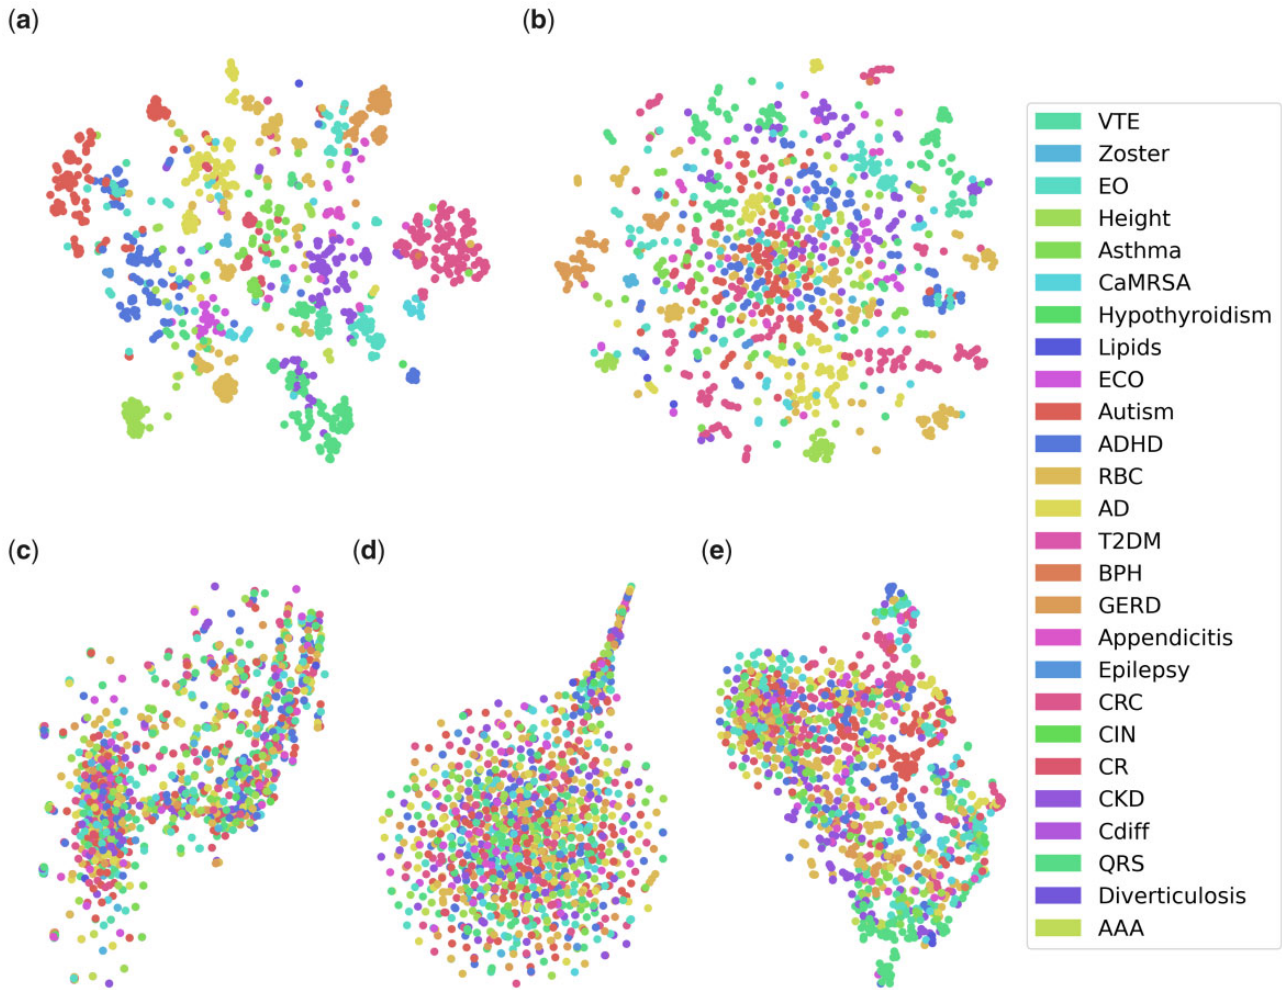 (a)
(b)
VTE
Zoster
EO
Height
Asthma
CaMRSA
Hypothyroidism
Lipids
ECO
Autism
ADHD
RBC
AD
T2DM
BPH
GERD
Appendicitis
Epilepsy
CRC
CIN
CR
CKD
Cdiff
QRS
Diverticulosis
AAA
(c)
(d)
(e)